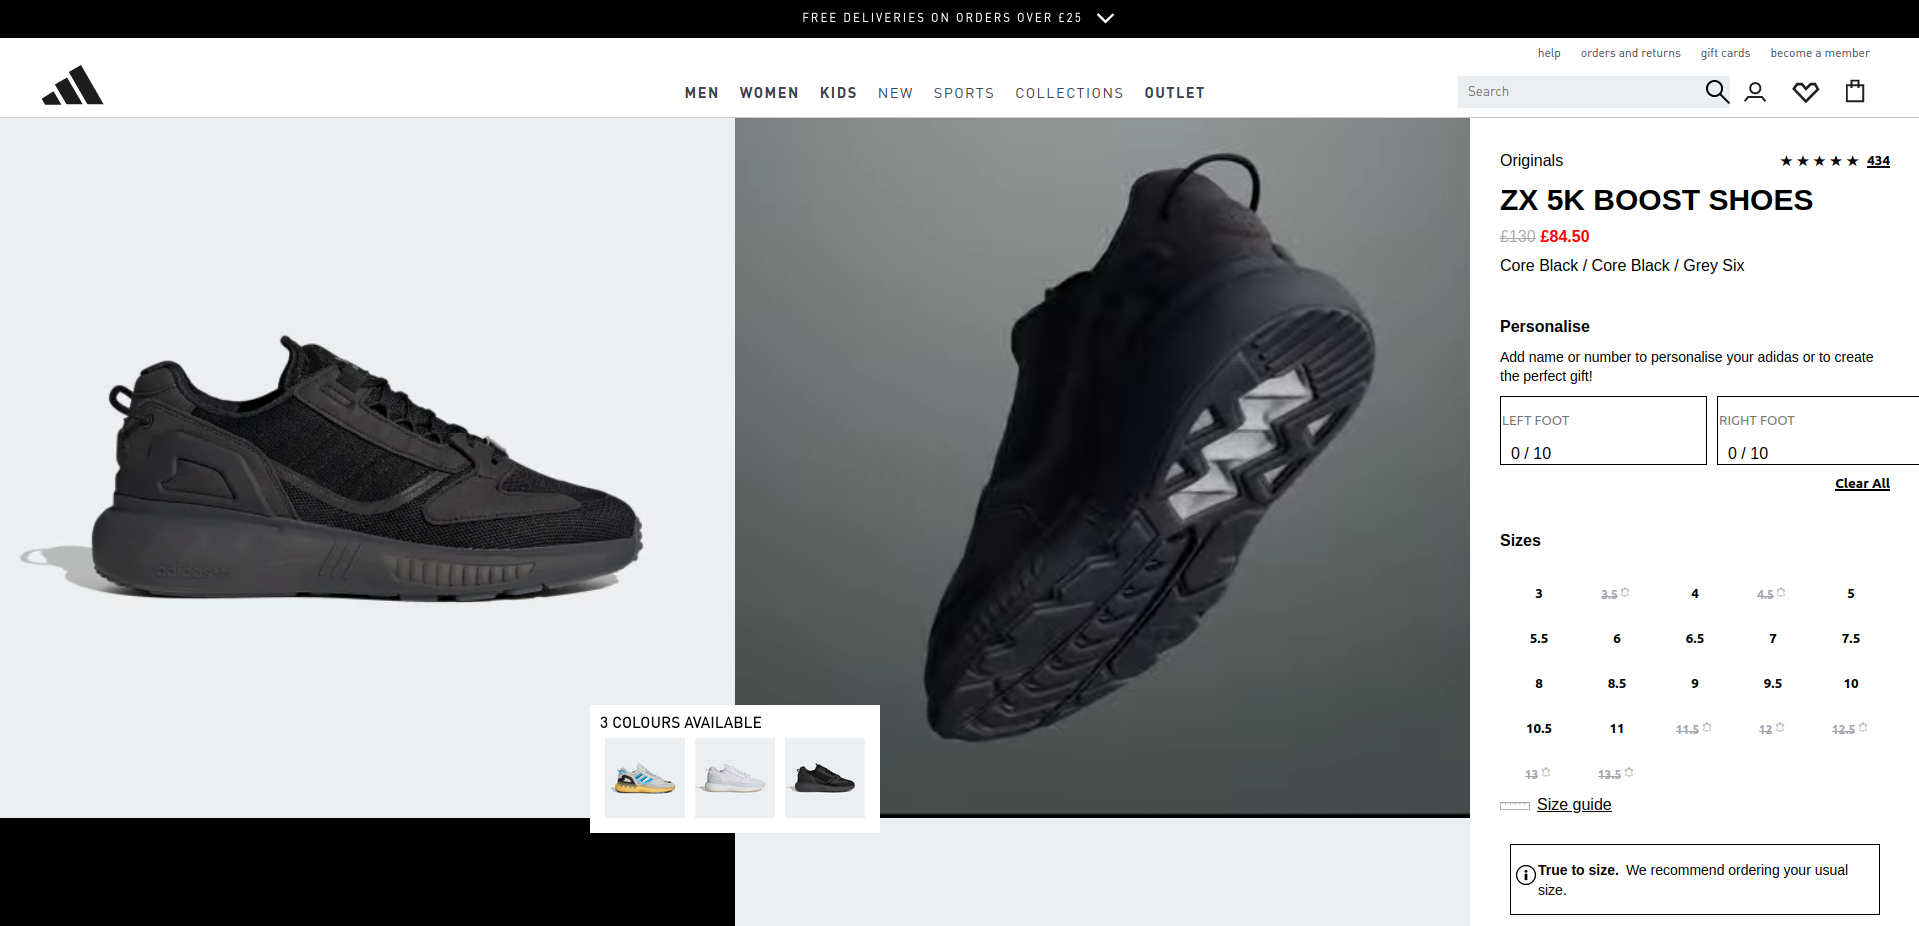 FREE DELIVERIES ON ORDERS OVER £25
help orders and returns gift cards become a member
MEN WOMEN KIDS NEW SPORTS COLLECTIONS OUTLET
Search
Originals
★★★★★ 434
ZX 5K BOOST SHOES
£130 £84.50
Core Black / Core Black / Grey Six
Personalise
Add name or number to personalise your adidas or to create
the perfect gift!
LEFT FOOT RIGHT FOOT
0 / 10 0 / 10
Clear All
Sizes
3 3.5 4 4.5 5
5.5 6 6.5 7 7.5
8 8.5 9 9.5 10
10.5 11 11.5 12 12.5
13 13.5
Size guide
True to size. We recommend ordering your usual
size.
adidas
3 COLOURS AVAILABLE